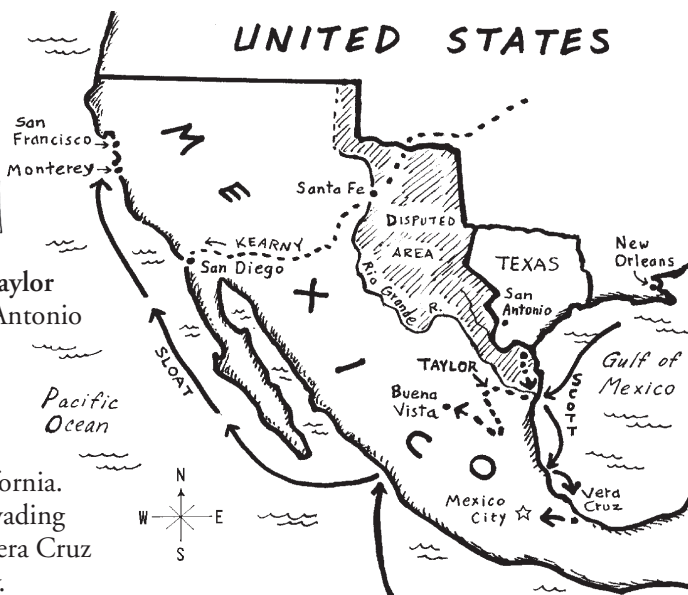 UNITED STATES
San
Francisco
Monterey
MEXICO
Santa Fe
DISPUTED
AREA
KEARNY
San Diego
TEXAS
New
Orleans
San
Antonio
Rio Grande R.
aylor
Antonio
SLOAT
TAYLOR
Buena
Vista
Gulf of
Mexico
SCOTT
Pacific
Ocean
N
W E
S
Mexico
City
Vera
Cruz
ornia.
vading
era Cruz